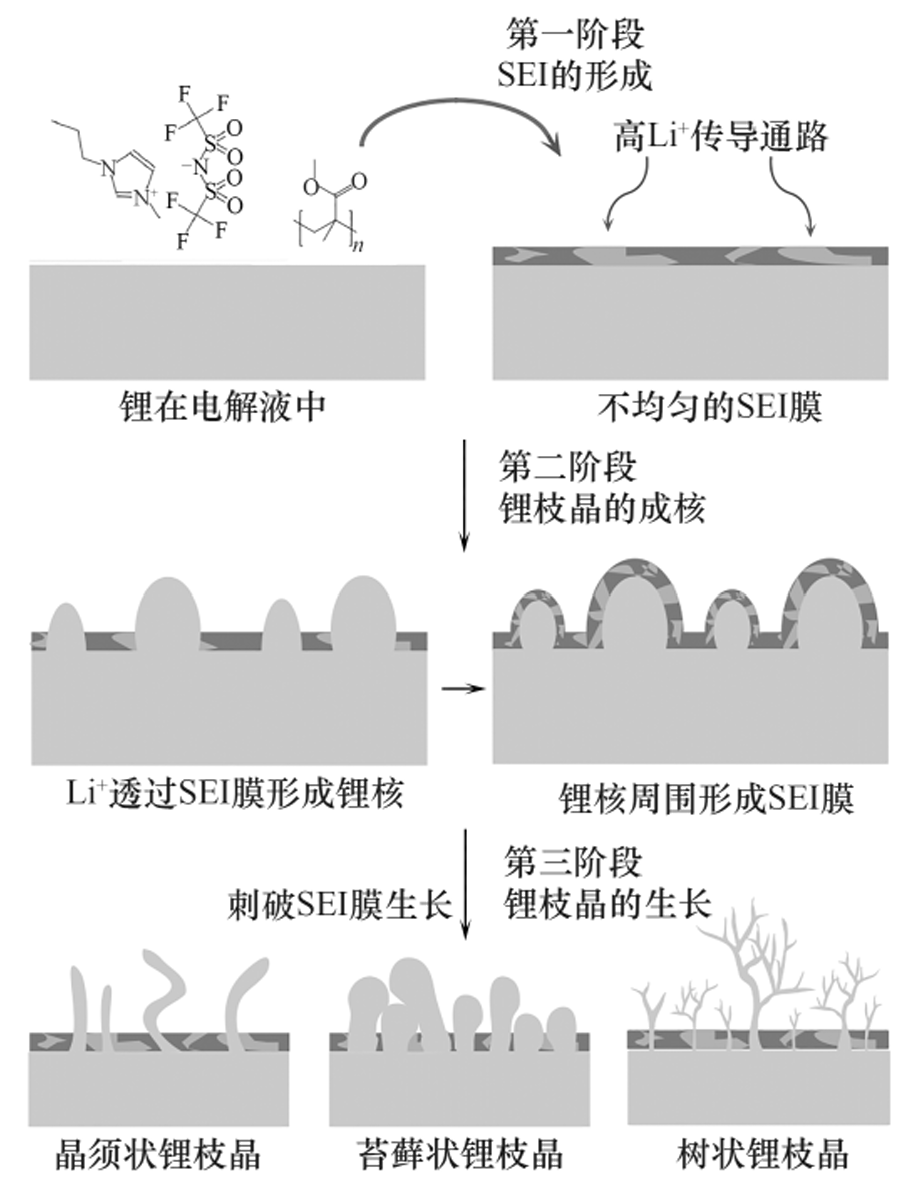 第一阶段
SEI的形成
高Li⁺传导通路
F
F
F
S
O
O
N
−
S
O
O
F
F
F
N
N
+
O
O
n
锂在电解液中
不均匀的SEI膜
第二阶段
锂枝晶的成核
Li⁺透过SEI膜形成锂核
锂核周围形成SEI膜
第三阶段
锂枝晶的生长
刺破SEI膜生长
晶须状锂枝晶
苔藓状锂枝晶
树状锂枝晶